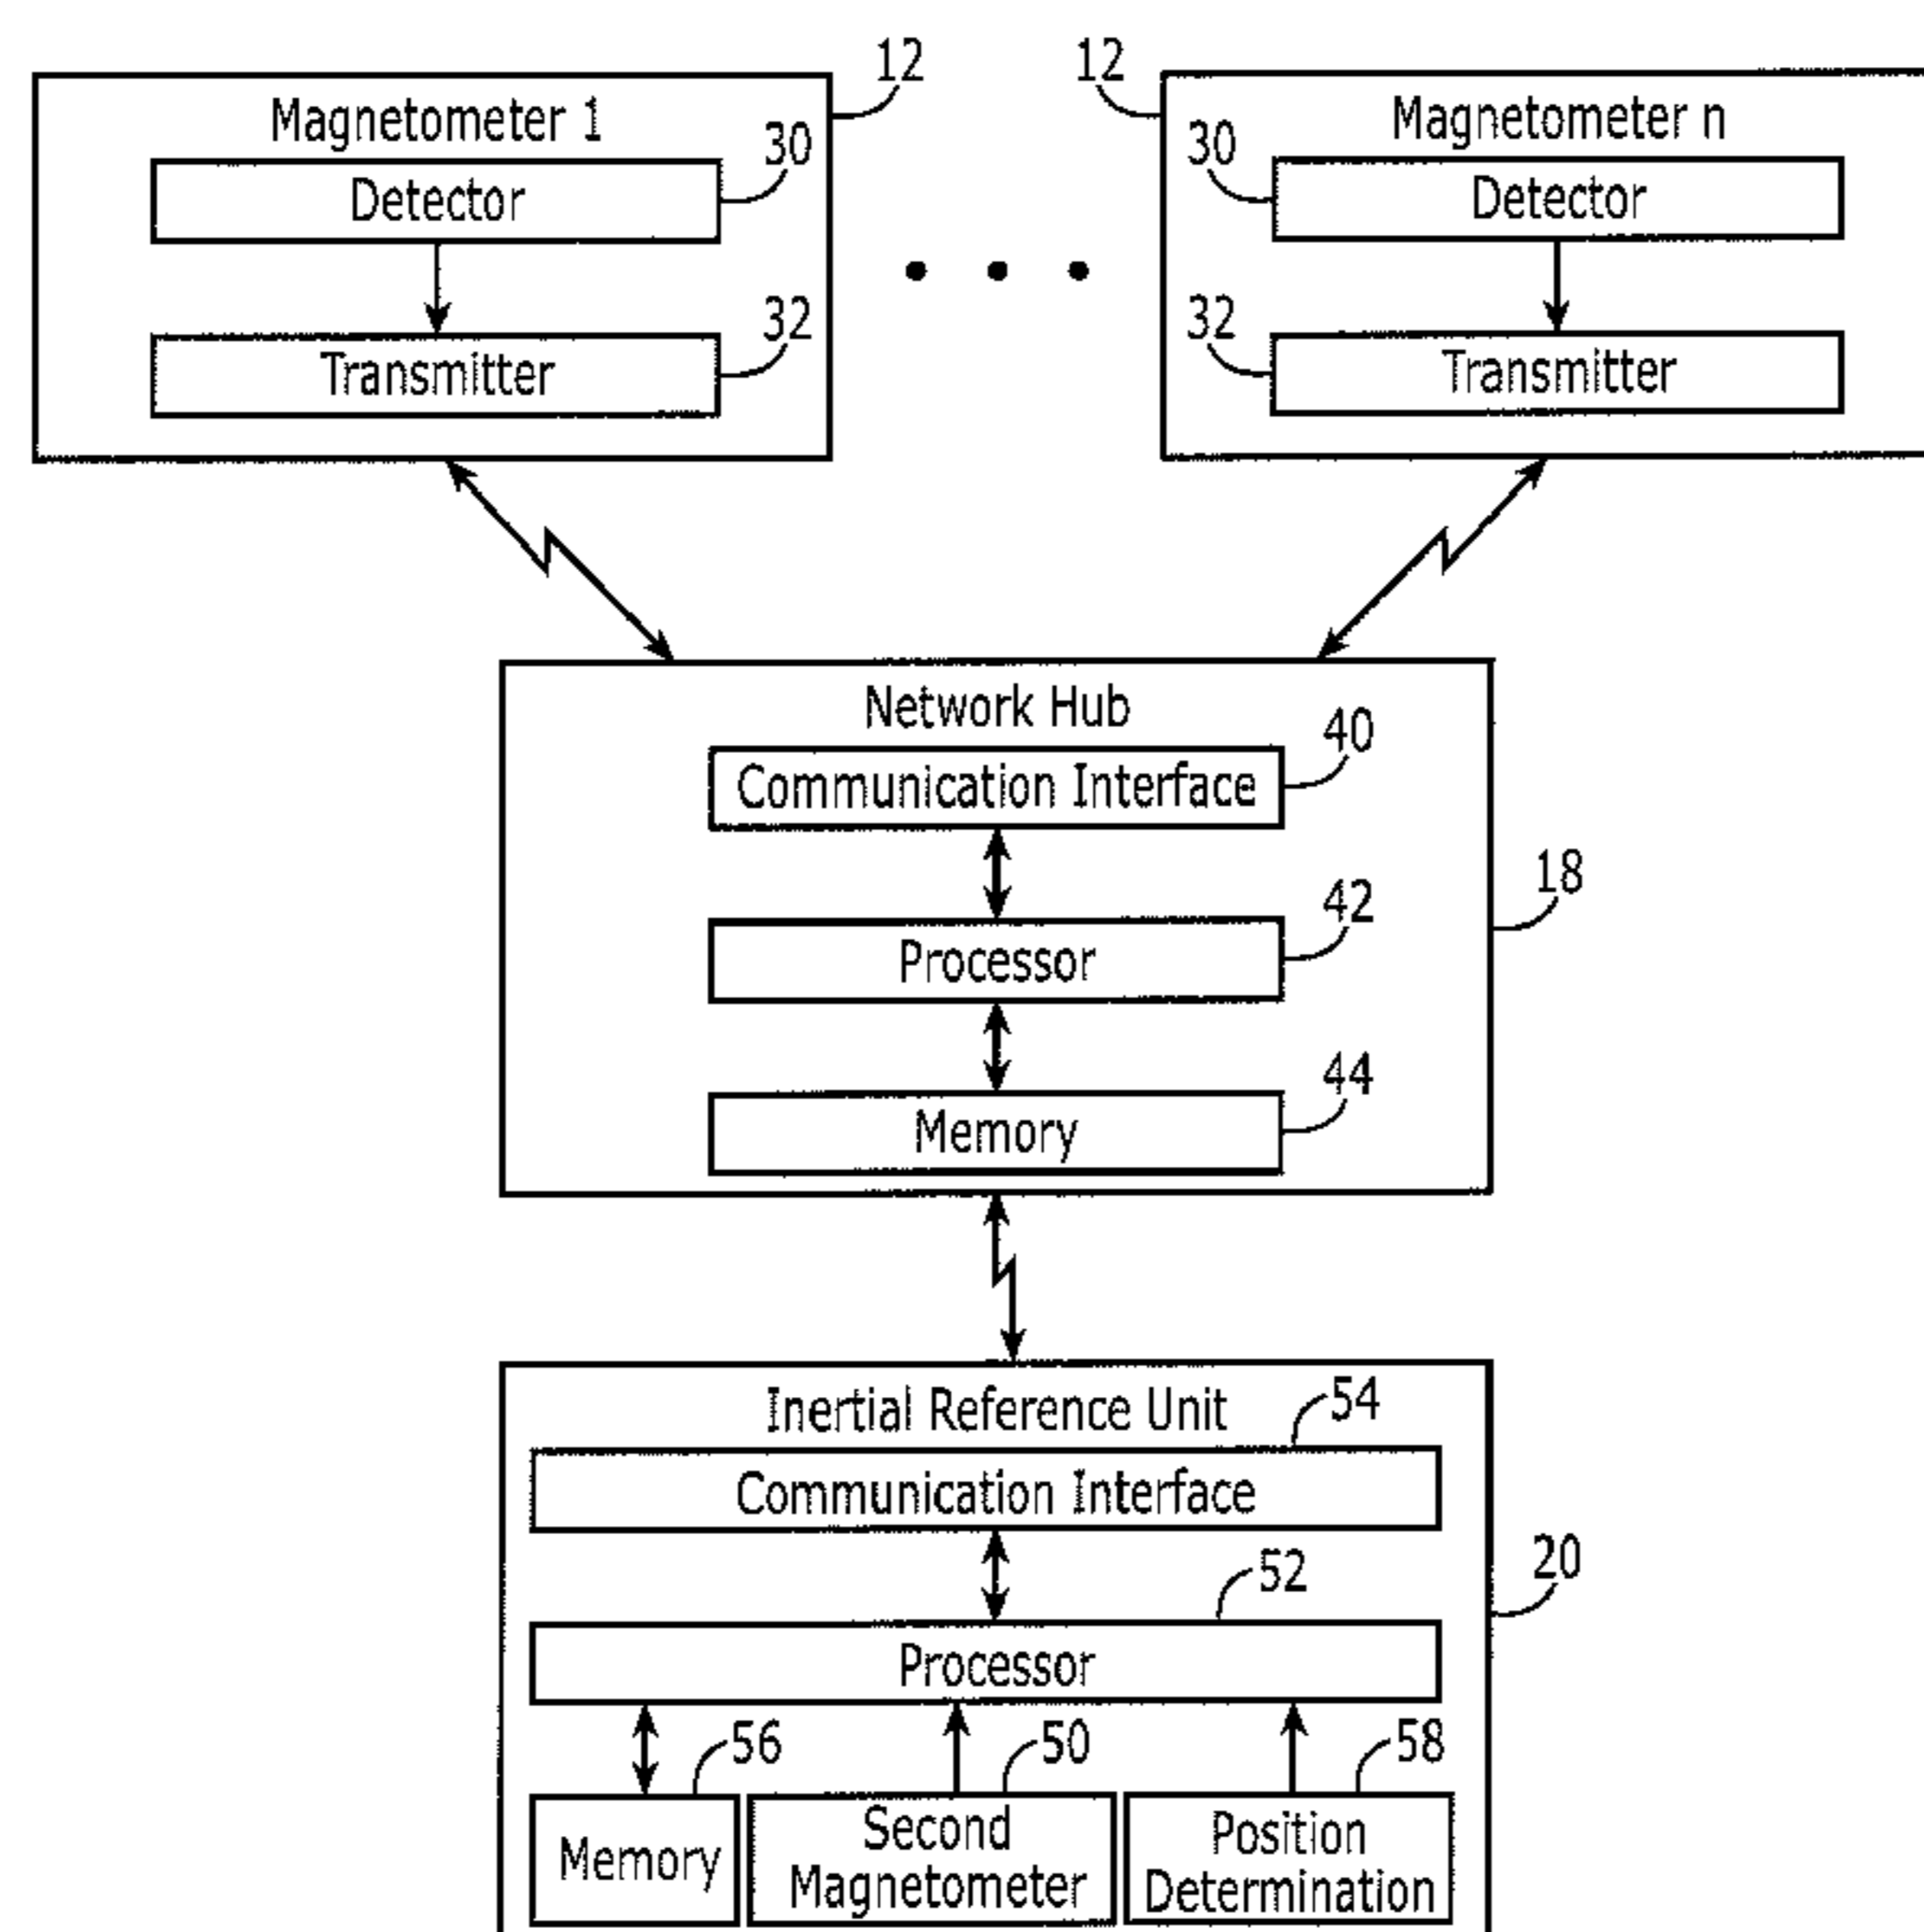 12
12
Magnetometer 1
Magnetometer n
30
30
Detector
Detector
32
32
Transmitter
Transmitter
Network Hub
40
Communication Interface
18
42
Processor
44
Memory
Inertial Reference Unit
54
Communication Interface
20
52
Processor
56
50
58
Memory
Second
Magnetometer
Position
Determination